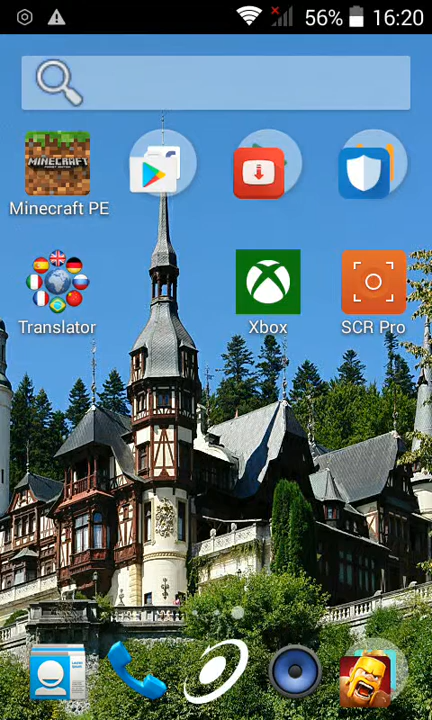 56% 16:20
MINECRAFT
Minecraft PE
Translator
Xbox
SCR Pro